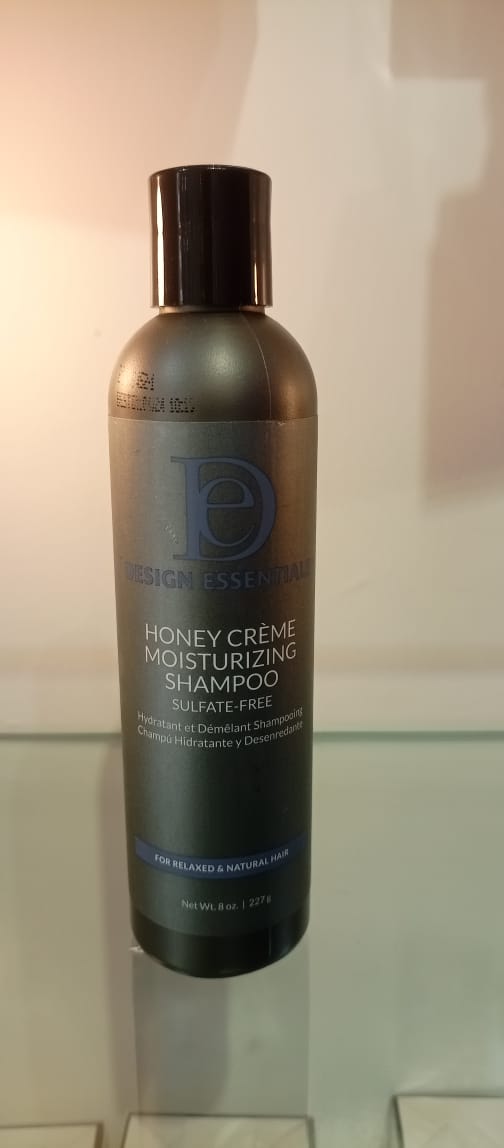 De
DESIGN ESSENTIALS
HONEY CRÈME
MOISTURIZING
SHAMPOO
SULFATE-FREE
Hydratant et Démêlant Shampooing
Champú Hidratante y Desenredante
FOR RELAXED & NATURAL HAIR
Net Wt. 8 oz. | 227 g